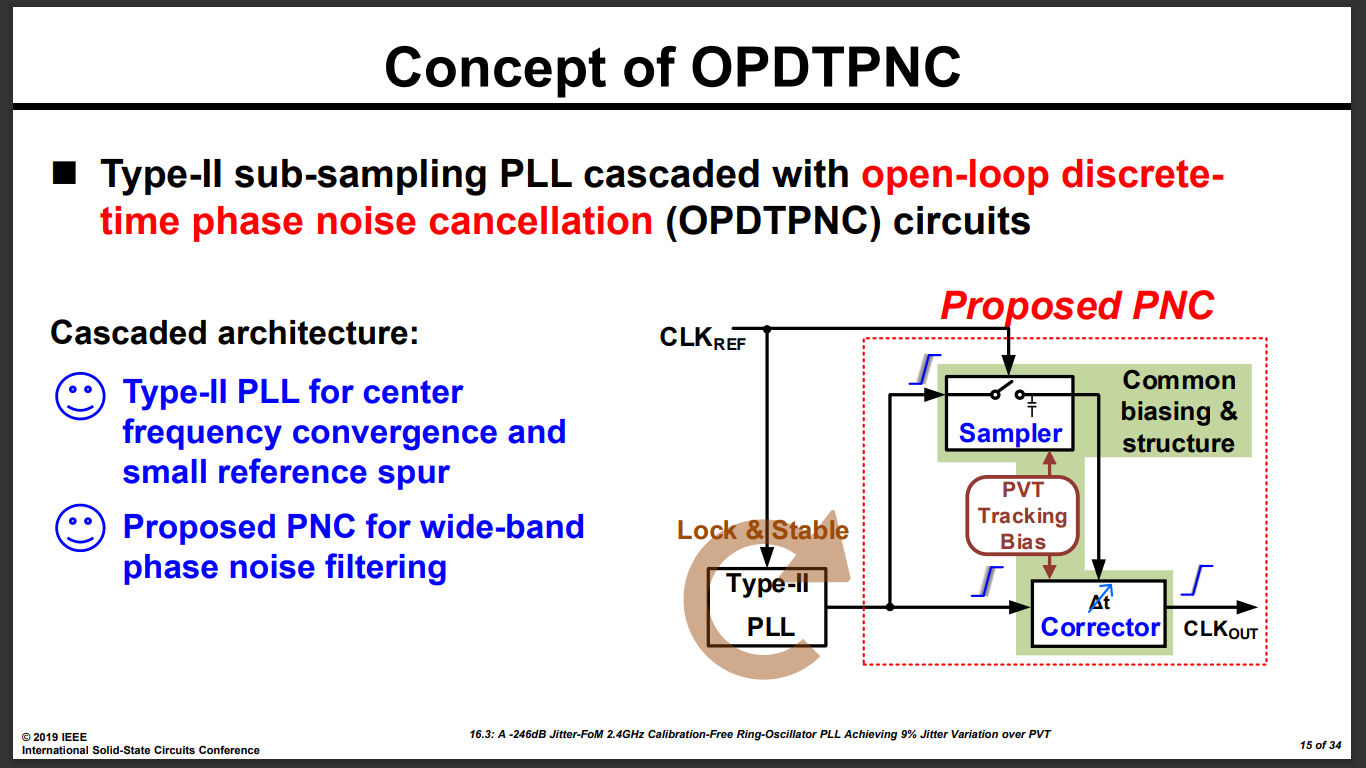 Concept of OPDTPNC
Type-II sub-sampling PLL cascaded with open-loop discrete-
time phase noise cancellation (OPDTPNC) circuits
Cascaded architecture:
Type-II PLL for center
frequency convergence and
small reference spur
Proposed PNC for wide-band
phase noise filtering
Proposed PNC
CLKREF
Common
biasing &
structure
Sampler
PVT
Tracking
Bias
Lock & Stable
Type-II
PLL
Δt
Corrector
CLKOUT
© 2019 IEEE
International Solid-State Circuits Conference
16.3: A -246dB Jitter-FoM 2.4GHz Calibration-Free Ring-Oscillator PLL Achieving 9% Jitter Variation over PVT
15 of 34